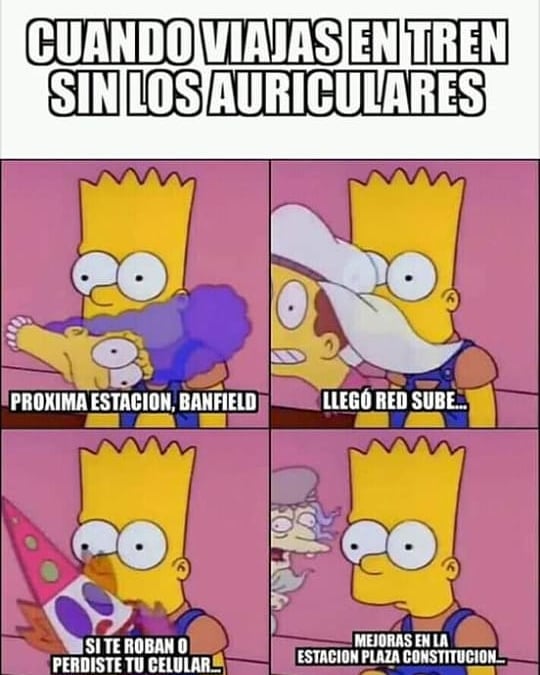 CUANDO VIAJAS EN TREN
SIN LOS AURICULARES
PROXIMA ESTACION, BANFIELD
LLEGÓ RED SUBE...
SI TE ROBAN O
PERDISTE TU CELULAR...
MEJORAS EN LA
ESTACION PLAZA CONSTITUCION...